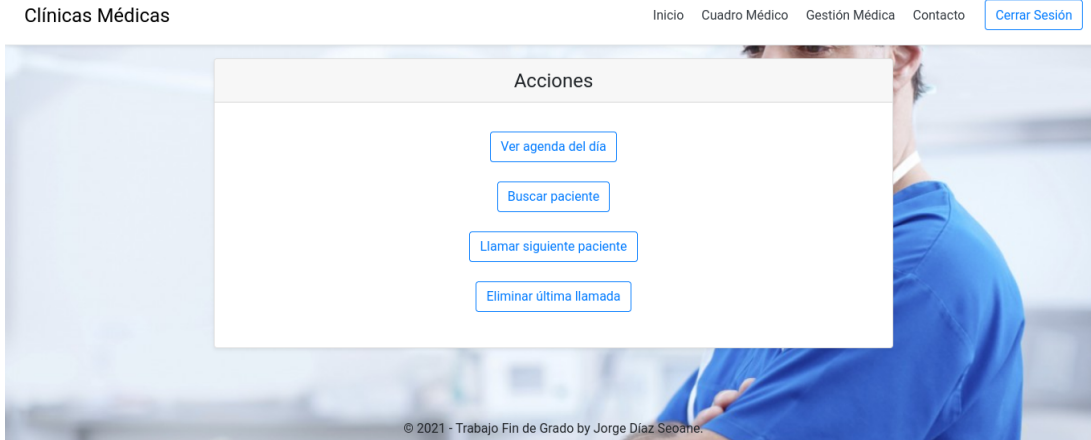 Clínicas Médicas Inicio Cuadro Médico Gestión Médica Contacto Cerrar Sesión
Acciones
Ver agenda del día
Buscar paciente
Llamar siguiente paciente
Eliminar última llamada
© 2021 - Trabajo Fin de Grado by Jorge Díaz Seoane.